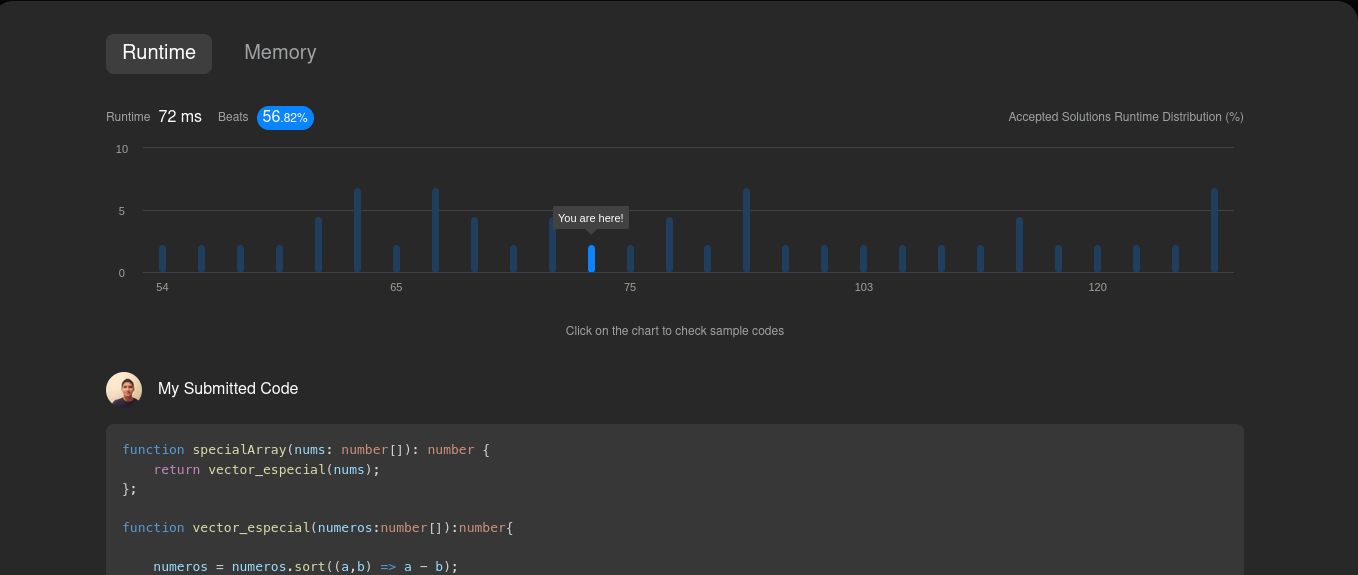 Runtime Memory
Runtime 72 ms Beats 56.82% Accepted Solutions Runtime Distribution (%)
10
5
You are here!
0
54 65 75 103 120
Click on the chart to check sample codes
My Submitted Code
function specialArray(nums: number[]): number {
    return vector_especial(nums);
};
function vector_especial(numeros:number[]):number{
    numeros = numeros.sort((a,b) => a - b);